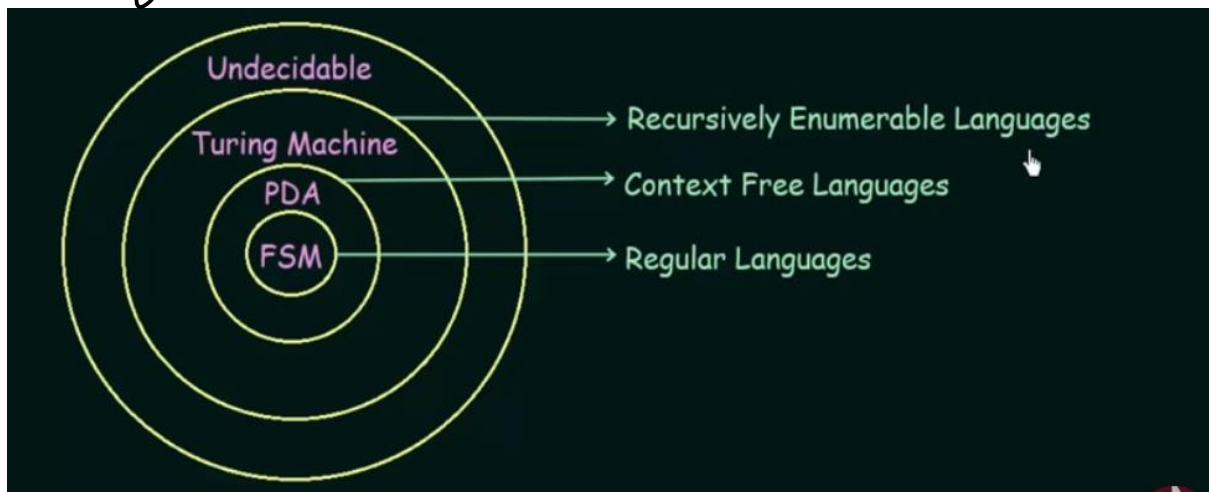 Undecidable
Recursively Enumerable Languages
Turing Machine
Context Free Languages
PDA
FSM
Regular Languages